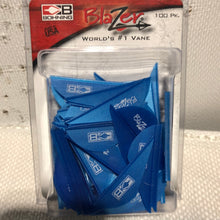 BOHNING
USA
Blazer
100 PK.
WORLD'S #1 VANE